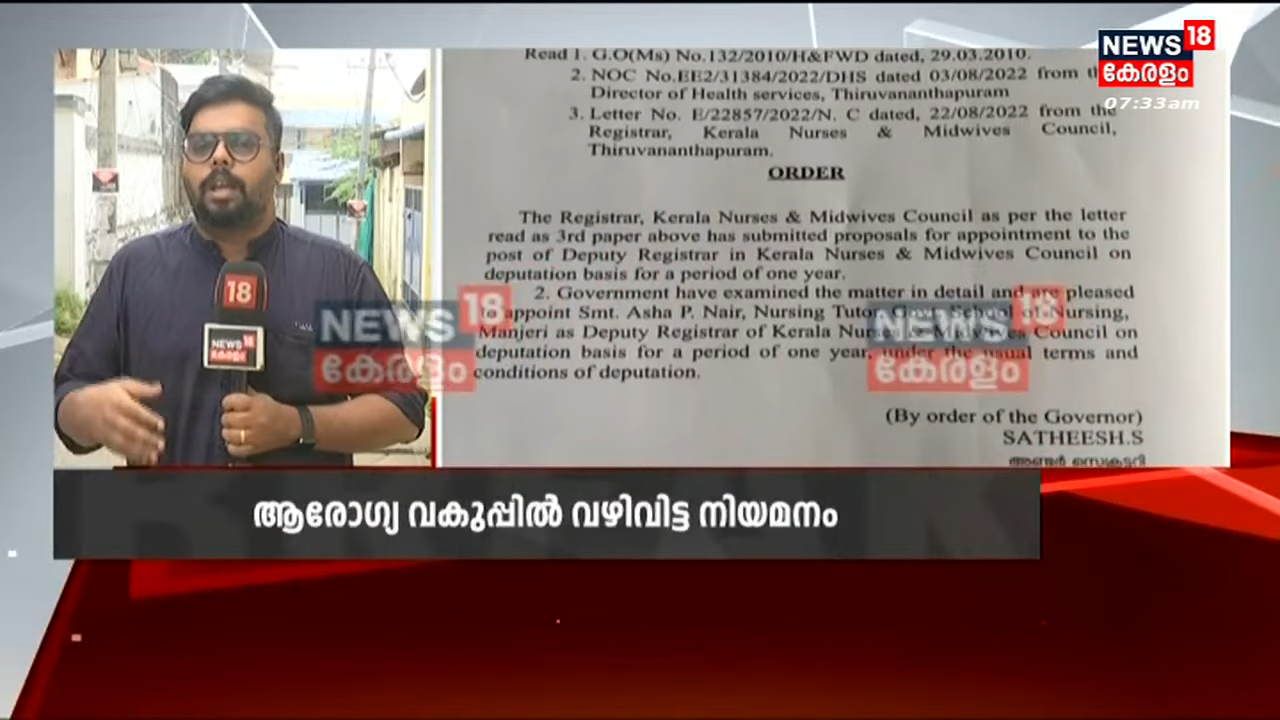 NEWS 18
കേരളം
07:33am
Read 1. G.O(Ms) No.132/2010/H&FWD dated, 29.03.2010.
2. NOC No.EE2/31384/2022/DHS dated 03/08/2022 from
Director of Health services, Thiruvananthapuram
3. Letter No. E/22857/2022/N. C dated, 22/08/2022 from the
Registrar, Kerala Nurses & Midwives Council,
Thiruvananthapuram.
ORDER
The Registrar, Kerala Nurses & Midwives Council as per the letter
read as 3rd paper above has submitted proposals for appointment to the
post of Deputy Registrar in Kerala Nurses & Midwives Council on
deputation basis for a period of one year.
2. Government have examined the matter in detail and are pleased
to appoint Smt. Asha P. Nair, Nursing Tutor, Govt. School of Nursing,
Manjeri as Deputy Registrar of Kerala Nurses & Midwives Council on
deputation basis for a period of one year, under the usual terms and
conditions of deputation.
(By order of the Governor)
SATHEESH.S
അണ്ടർ സെക്രട്ടറി
18
NEWS 18
കേരളം
NEWS 18
കേരളം
NEWS 18
കേരളം
ആരോഗ്യ വകുപ്പിൽ വഴിവിട്ട നിയമനം